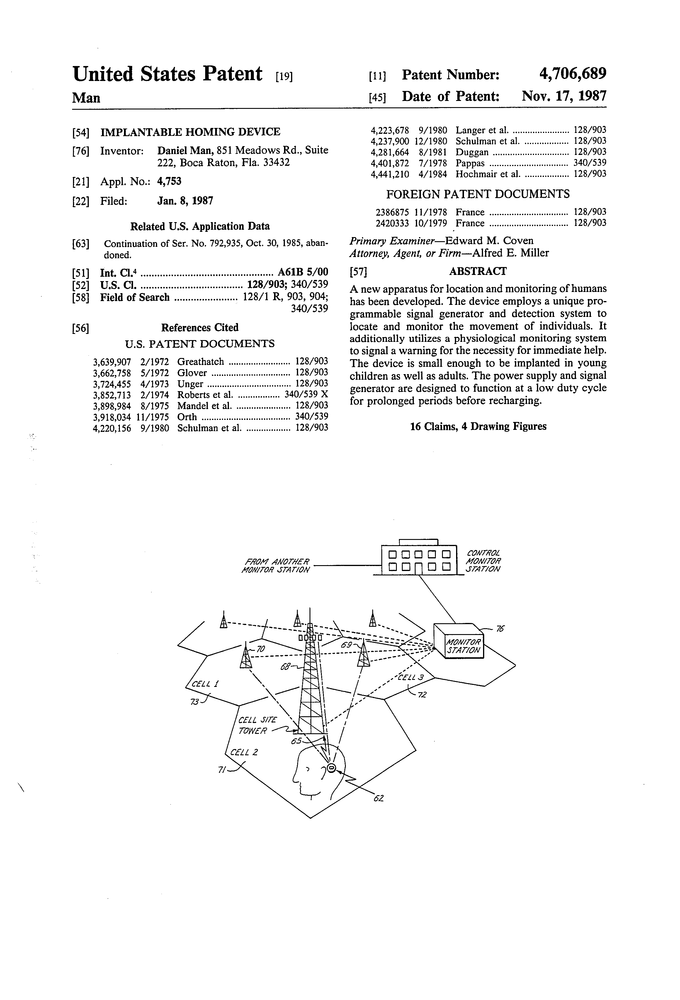 United States Patent [19]
Man
[11] Patent Number: 4,706,689
[45] Date of Patent: Nov. 17, 1987
[54] IMPLANTABLE HOMING DEVICE
[76] Inventor: Daniel Man, 851 Meadows Rd., Suite
222, Boca Raton, Fla. 33432
[21] Appl. No.: 4,753
[22] Filed: Jan. 8, 1987
Related U.S. Application Data
[63] Continuation of Ser. No. 792,935, Oct. 30, 1985, aban-
doned.
[51] Int. Cl.⁴ ................................................ A61B 5/00
[52] U.S. Cl. .................................... 128/903; 340/539
[58] Field of Search ....................... 128/1 R, 903, 904;
340/539
[56] References Cited
U.S. PATENT DOCUMENTS
3,639,907 2/1972 Greathatch ......................... 128/903
3,662,758 5/1972 Glover ................................ 128/903
3,724,455 4/1973 Unger .................................. 128/903
3,852,713 2/1974 Roberts et al. ................. 340/539 X
3,898,984 8/1975 Mandel et al. ...................... 128/903
3,918,034 11/1975 Orth .................................... 340/539
4,220,156 9/1980 Schulman et al. .................. 128/903
4,223,678 9/1980 Langer et al. ....................... 128/903
4,237,900 12/1980 Schulman et al. .................. 128/903
4,281,664 8/1981 Duggan ............................... 128/903
4,401,872 7/1978 Pappas ................................ 340/539
4,441,210 4/1984 Hochmair et al. .................. 128/903
FOREIGN PATENT DOCUMENTS
2386875 11/1978 France ................................ 128/903
2420333 10/1979 France ................................ 128/903
Primary Examiner—Edward M. Coven
Attorney, Agent, or Firm—Alfred E. Miller
[57] ABSTRACT
A new apparatus for location and monitoring of humans
has been developed. The device employs a unique pro-
grammable signal generator and detection system to
locate and monitor the movement of individuals. It
additionally utilizes a physiological monitoring system
to signal a warning for the necessity for immediate help.
The device is small enough to be implanted in young
children as well as adults. The power supply and signal
generator are designed to function at a low duty cycle
for prolonged periods before recharging.
16 Claims, 4 Drawing Figures
FROM ANOTHER
MONITOR STATION
CONTROL
MONITOR
STATION
76
MONITOR
STATION
70
69
68
CELL 1
73
CELL 3
72
CELL SITE
TOWER
65
CELL 2
71
62